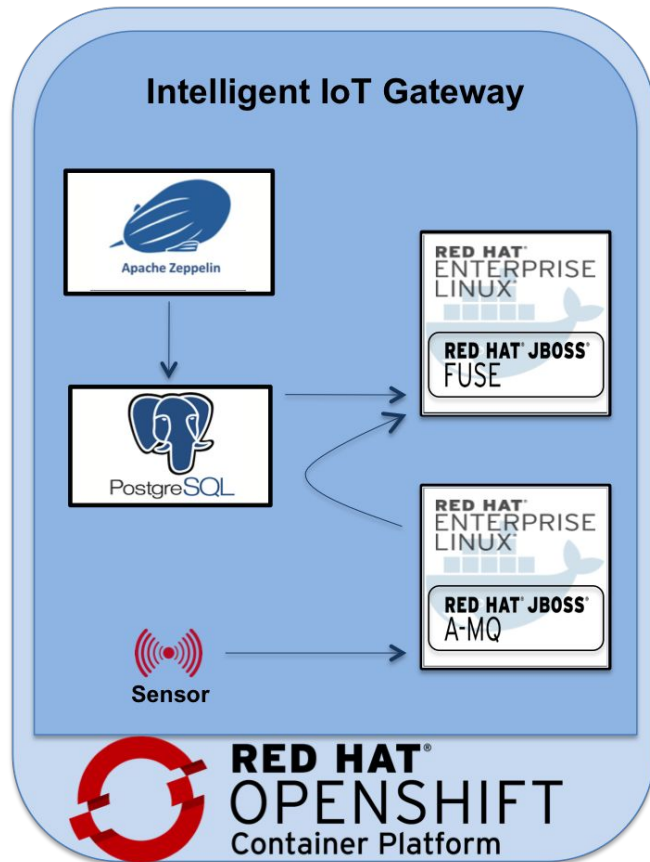 Intelligent IoT Gateway
Apache Zeppelin
RED HAT®
ENTERPRISE
LINUX®
RED HAT® JBOSS®
FUSE
PostgreSQL
RED HAT®
ENTERPRISE
LINUX®
RED HAT® JBOSS®
A-MQ
Sensor
RED HAT®
OPENSHIFT
Container Platform